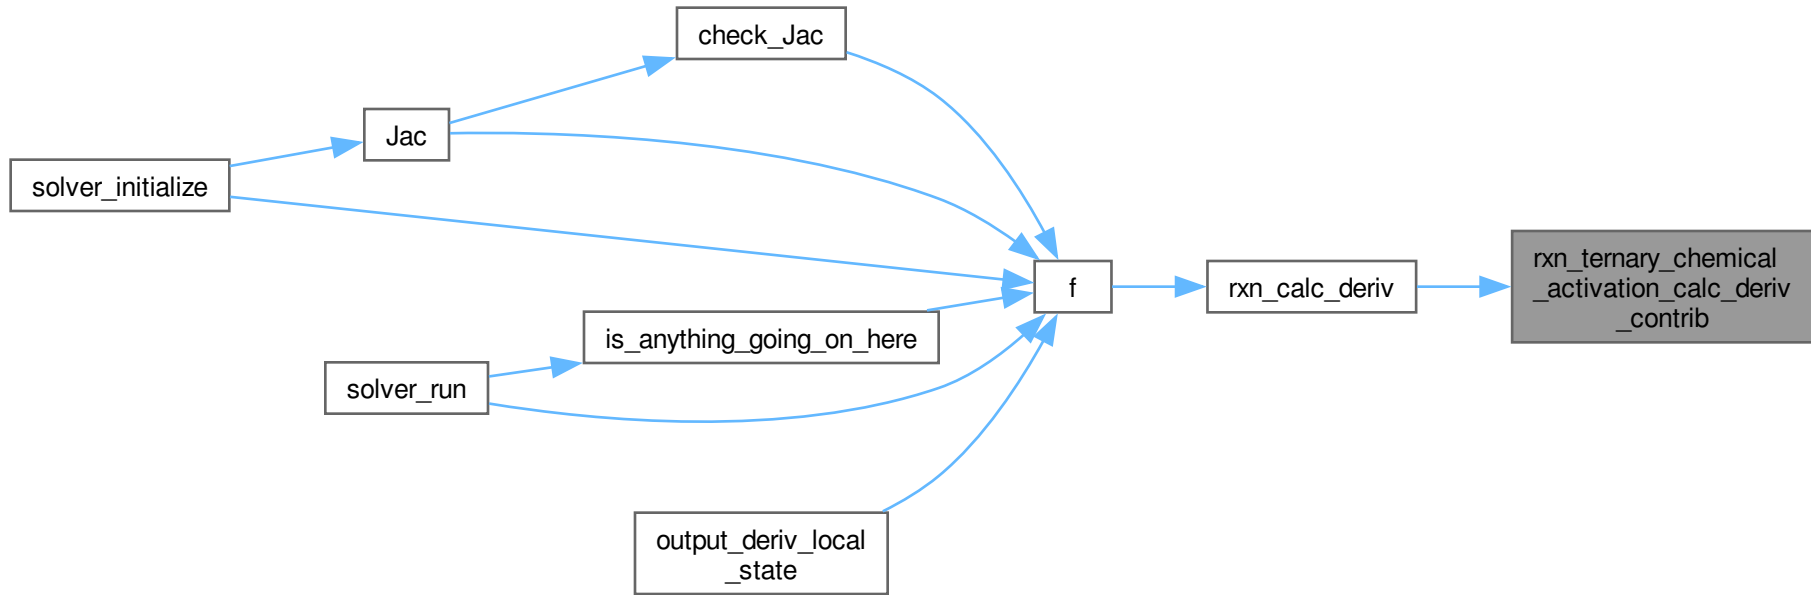 check_Jac
Jac
solver_initialize
f
rxn_calc_deriv
rxn_ternary_chemical
_activation_calc_deriv
_contrib
is_anything_going_on_here
solver_run
output_deriv_local
_state